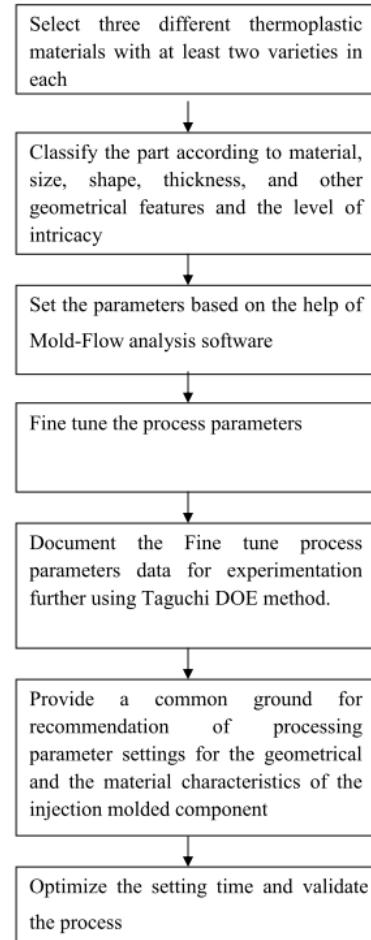 Select three different thermoplastic
materials with at least two varieties in
each
Classify the part according to material,
size, shape, thickness, and other
geometrical features and the level of
intricacy
Set the parameters based on the help of
Mold-Flow analysis software
Fine tune the process parameters
Document the Fine tune process
parameters data for experimentation
further using Taguchi DOE method.
Provide a common ground for
recommendation of processing
parameter settings for the geometrical
and the material characteristics of the
injection molded component
Optimize the setting time and validate
the process